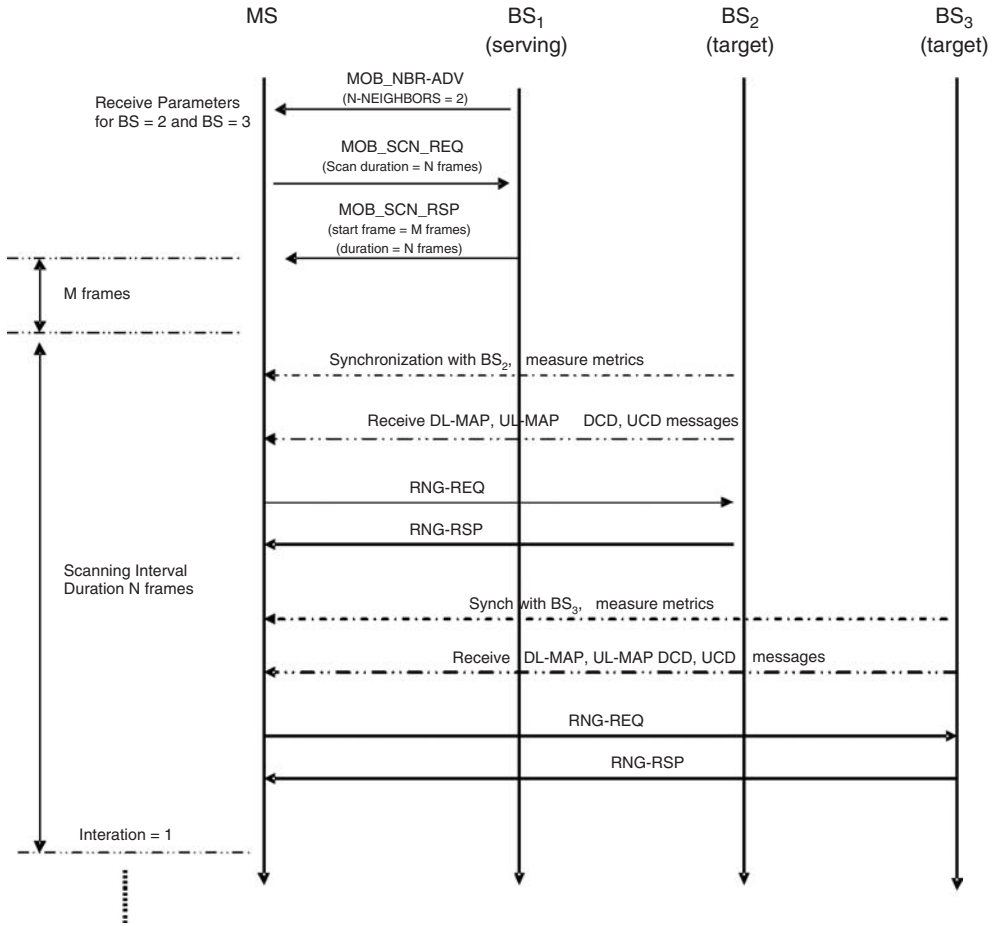 MS
BS1
(serving)
BS2
(target)
BS3
(target)
MOB_NBR-ADV
(N-NEIGHBORS = 2)
Receive Parameters
for BS = 2 and BS = 3
MOB_SCN_REQ
(Scan duration = N frames)
MOB_SCN_RSP
(start frame = M frames)
(duration = N frames)
M frames
Synchronization with BS2, measure metrics
Receive DL-MAP, UL-MAP DCD, UCD messages
RNG-REQ
RNG-RSP
Scanning Interval
Duration N frames
Synch with BS3, measure metrics
Receive DL-MAP, UL-MAP DCD, UCD messages
RNG-REQ
RNG-RSP
Interation = 1